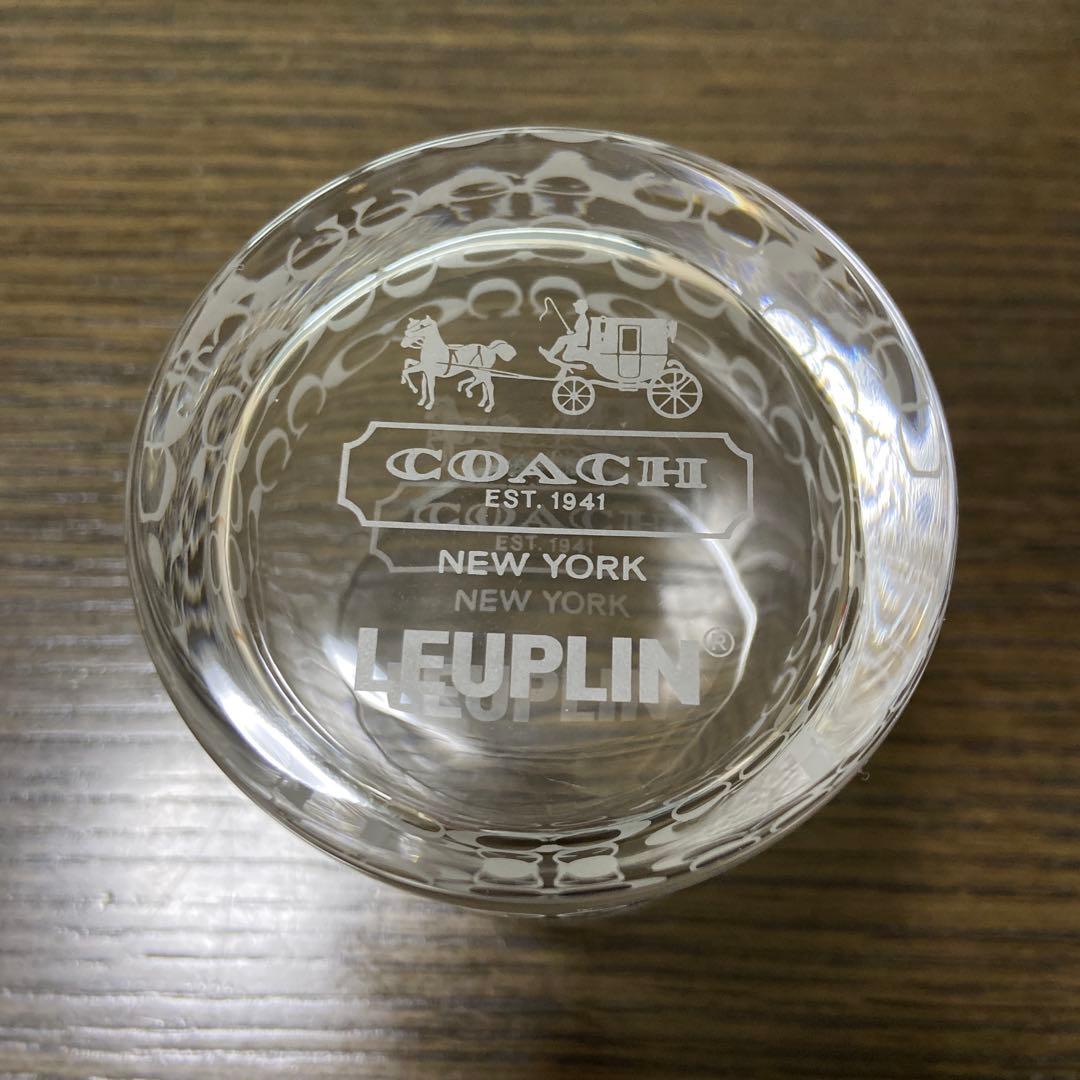 COACH
EST. 1941
NEW YORK
LEUPLIN®